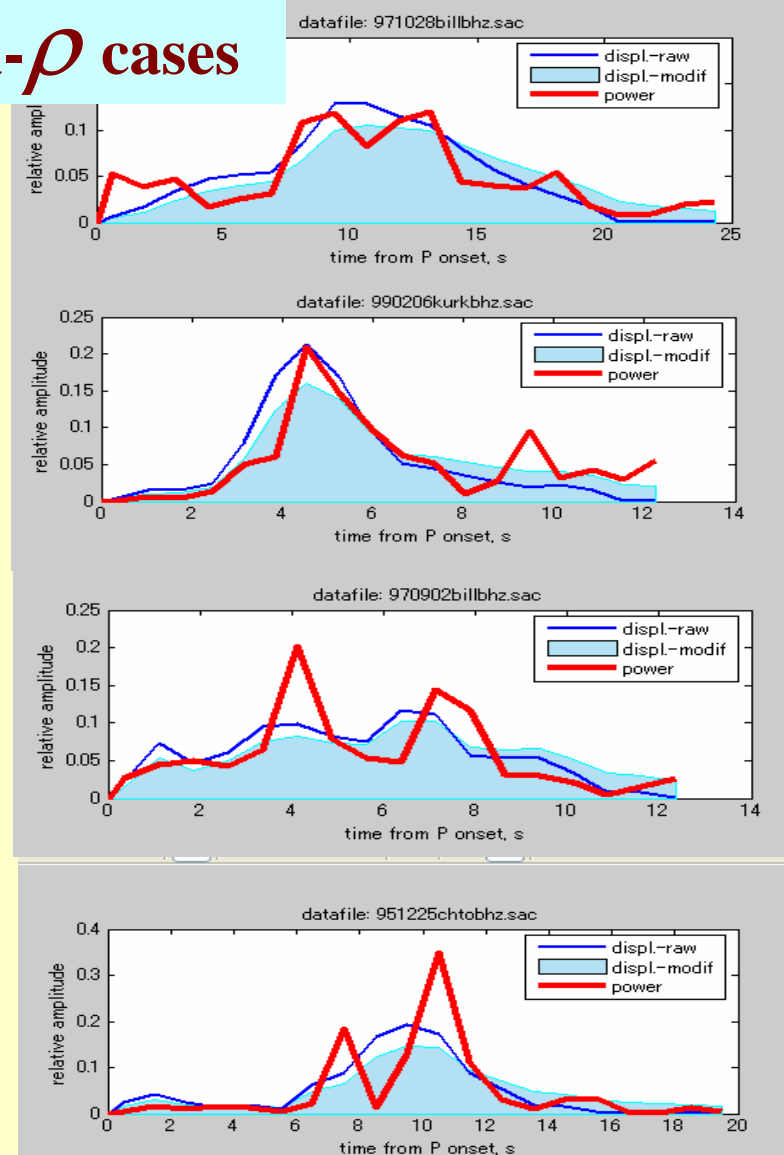 -ρ cases
datafile: 971028billbhz.sac
displ.-raw
displ.-modif
power
0.1
0.05
0
relative ampl
0 5 10 15 20 25
time from P onset, s
datafile: 990206kurkbhz.sac
displ.-raw
displ.-modif
power
0.25
0.2
0.15
0.1
0.05
0
relative amplitude
0 2 4 6 8 10 12 14
time from P onset, s
datafile: 970902billbhz.sac
displ.-raw
displ.-modif
power
0.25
0.2
0.15
0.1
0.05
0
relative amplitude
0 2 4 6 8 10 12 14
time from P onset, s
datafile: 951225chtobhz.sac
displ.-raw
displ.-modif
power
0.4
0.3
0.2
0.1
0
relative amplitude
0 2 4 6 8 10 12 14 16 18 20
time from P onset, s